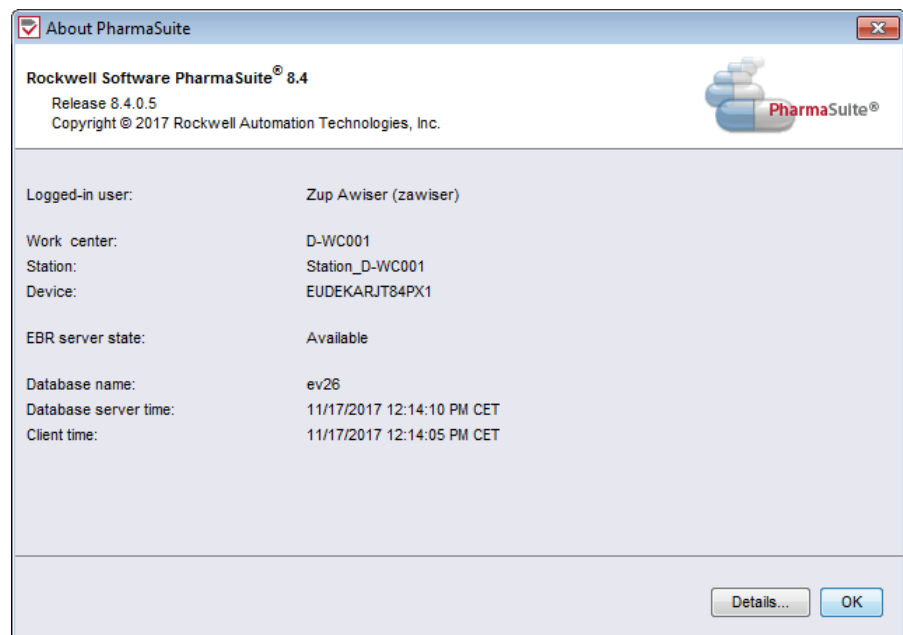 About PharmaSuite
Rockwell Software PharmaSuite® 8.4
Release 8.4.0.5
Copyright © 2017 Rockwell Automation Technologies, Inc.
PharmaSuite®
Logged-in user: Zup Awiser (zawiser)
Work center: D-WC001
Station: Station_D-WC001
Device: EUDEKARJT84PX1
EBR server state: Available
Database name: ev26
Database server time: 11/17/2017 12:14:10 PM CET
Client time: 11/17/2017 12:14:05 PM CET
Details... OK